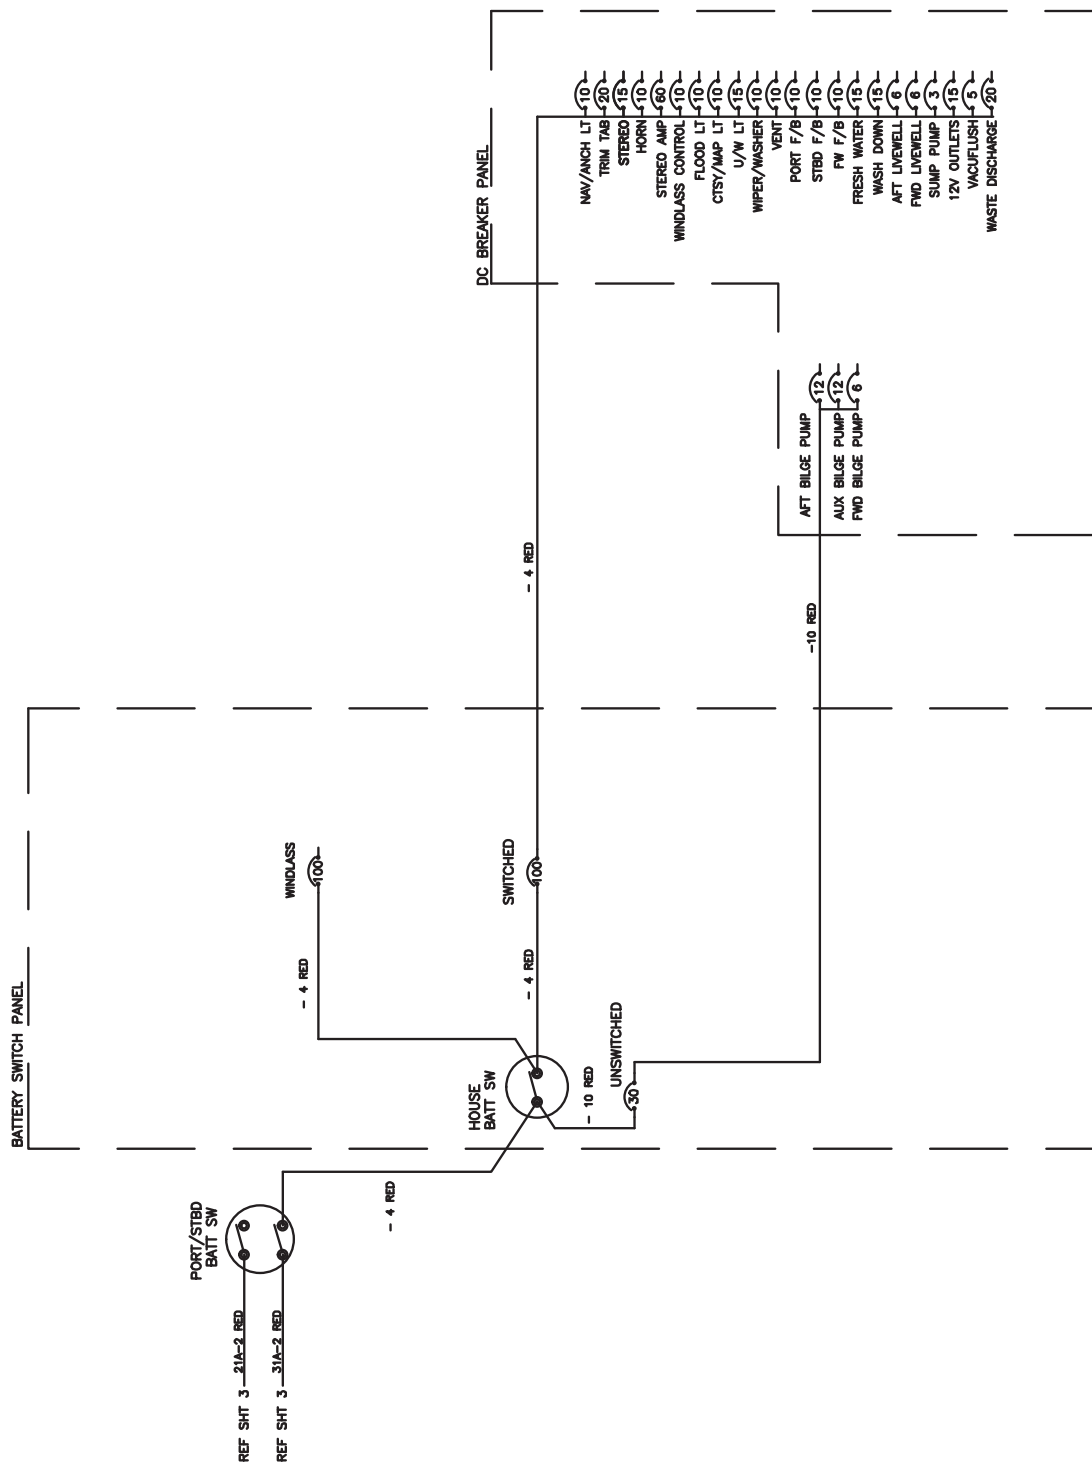 BATTERY SWITCH PANEL
PORT/STBD
BATT SW
REF SHT 3
21A-2 RED
REF SHT 3
31A-2 RED
- 4 RED
HOUSE
BATT SW
- 4 RED
WINDLASS
100
- 4 RED
SWITCHED
100
- 10 RED
UNSWITCHED
30
- 4 RED
-10 RED
DC BREAKER PANEL
NAV/ANCH LT 10
TRIM TAB 20
STEREO 15
HORN 10
STEREO AMP 60
WINDLASS CONTROL 10
FLOOD LT 10
CTSY/MAP LT 10
U/W LT 15
WIPER/WASHER 10
VENT 10
PORT F/B 10
STBD F/B 10
FW F/B 10
FRESH WATER 15
WASH DOWN 15
AFT LIVEWELL 6
FWD LIVEWELL 6
SUMP PUMP 3
12V OUTLETS 15
VACUFLUSH 5
WASTE DISCHARGE 20
AFT BILGE PUMP 12
AUX BILGE PUMP 12
FWD BILGE PUMP 6